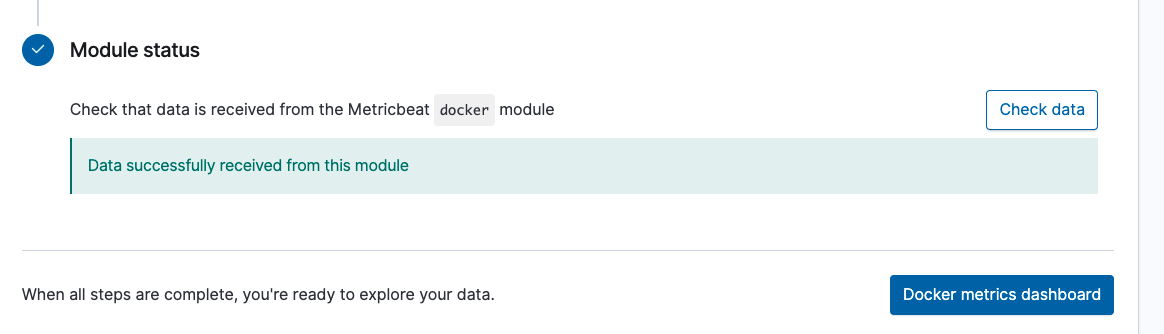 Module status
Check that data is received from the Metricbeat docker module
Check data
Data successfully received from this module
When all steps are complete, you're ready to explore your data.
Docker metrics dashboard